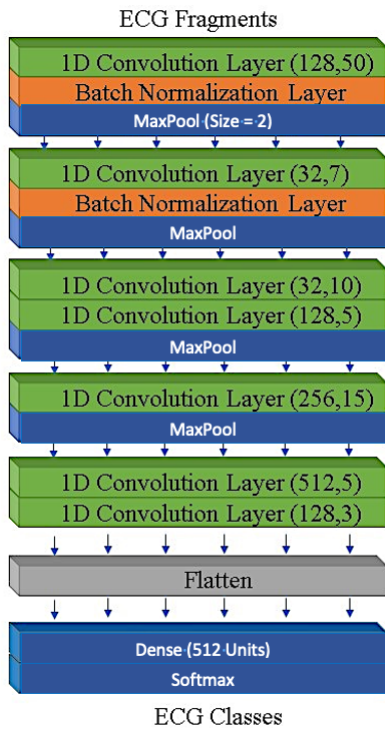 ECG Fragments
1D Convolution Layer (128,50)
Batch Normalization Layer
MaxPool (Size = 2)
1D Convolution Layer (32,7)
Batch Normalization Layer
MaxPool
1D Convolution Layer (32,10)
1D Convolution Layer (128,5)
MaxPool
1D Convolution Layer (256,15)
MaxPool
1D Convolution Layer (512,5)
1D Convolution Layer (128,3)
Flatten
Dense (512 Units)
Softmax
ECG Classes